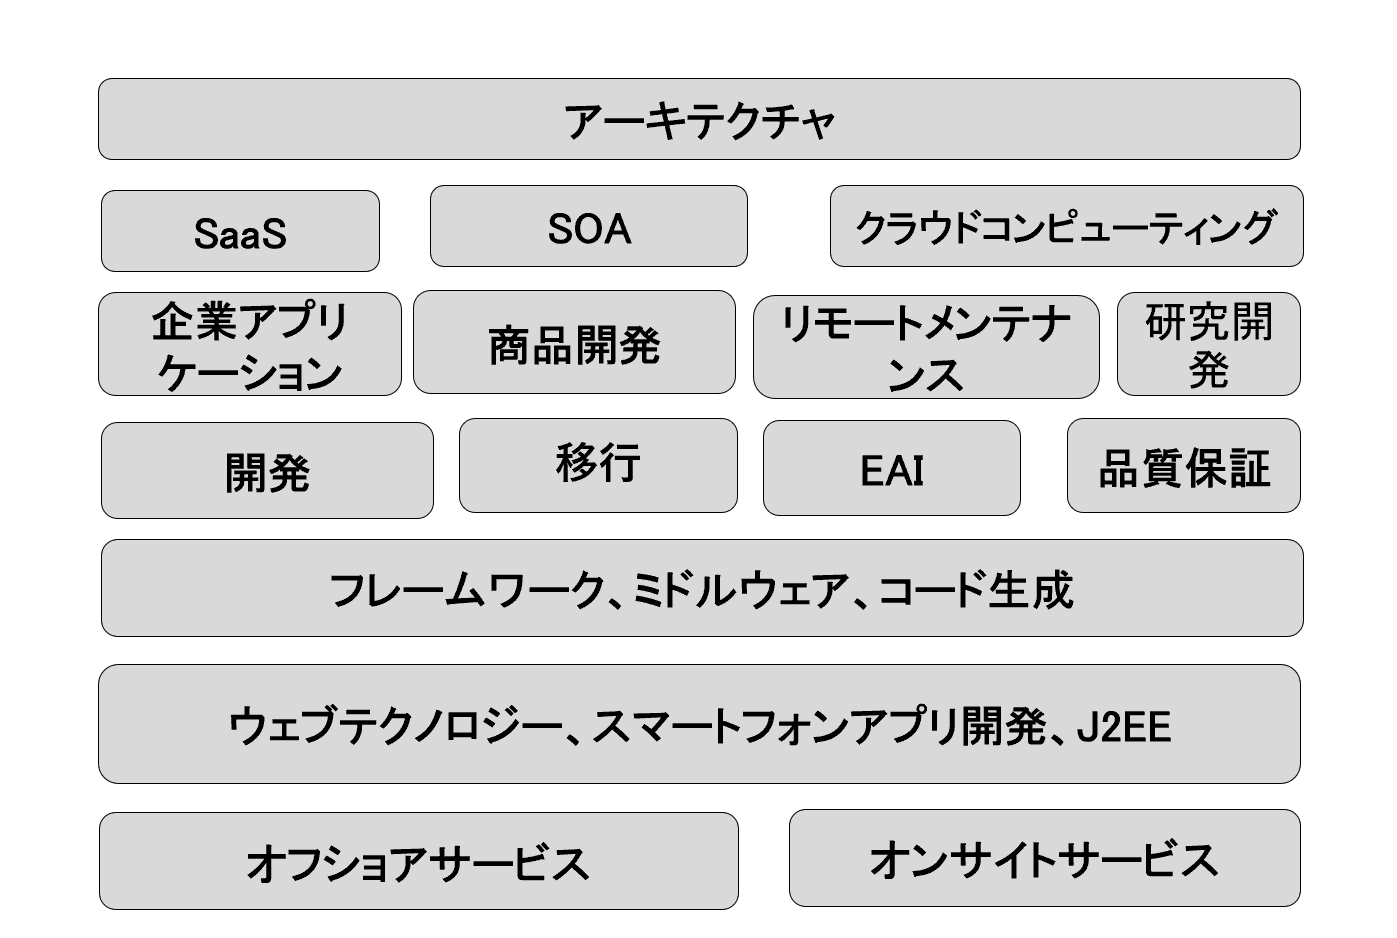 アーキテクチャ
SaaS
SOA
クラウドコンピューティング
企業アプリ
ケーション
商品開発
リモートメンテナ
ンス
研究開
発
開発
移行
EAI
品質保証
フレームワーク、ミドルウェア、コード生成
ウェブテクノロジー、スマートフォンアプリ開発、J2EE
オフショアサービス
オンサイトサービス